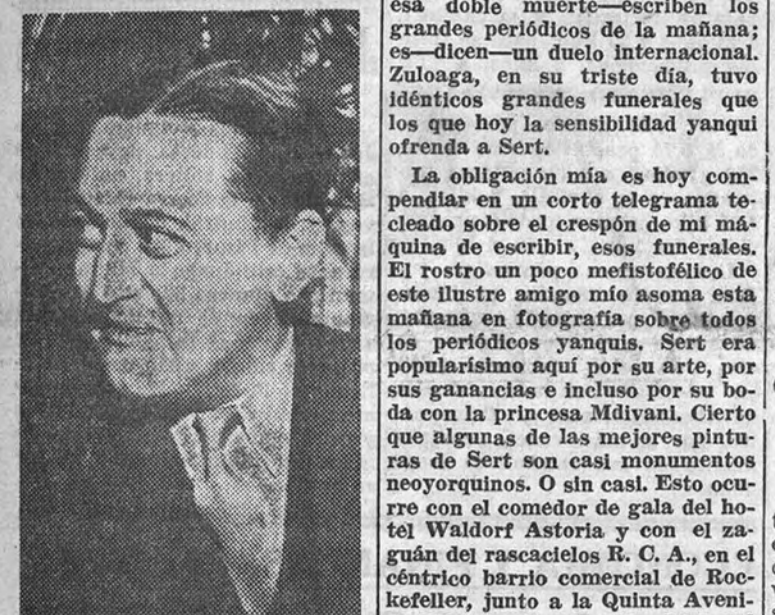 esa doble muerte—escriben los
grandes periódicos de la mañana;
es—dicen—un duelo internacional.
Zuloaga, en su triste día, tuvo
idénticos grandes funerales que
los que hoy la sensibilidad yanqui
ofrenda a Sert.
La obligación mía es hoy com-
pendiar en un corto telegrama te-
cleado sobre el crespón de mi má-
quina de escribir, esos funerales.
El rostro un poco mefistofélico de
este ilustre amigo mío asoma esta
mañana en fotografía sobre todos
los periódicos yanquis. Sert era
popularísimo aquí por su arte, por
sus ganancias e incluso por su bo-
da con la princesa Mdivani. Cierto
que algunas de las mejores pintu-
ras de Sert son casi monumentos
neoyorquinos. O sin casi. Esto ocu-
rre con el comedor de gala del ho-
tel Waldorf Astoria y con el za-
guán del rascacielos R. C. A., en el
céntrico barrio comercial de Roc-
kefeller, junto a la Quinta Aveni-